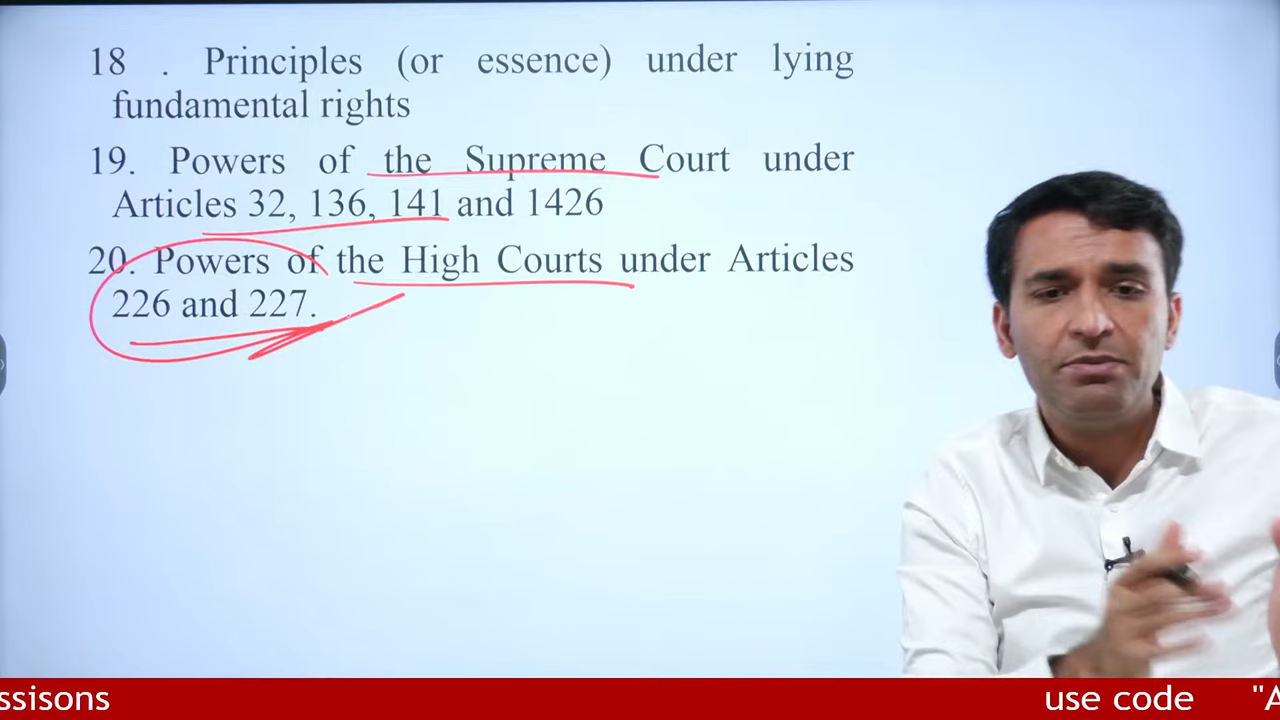 18 . Principles (or essence) under lying
fundamental rights
19. Powers of the Supreme Court under
Articles 32, 136, 141 and 1426
20. Powers of the High Courts under Articles
226 and 227.
ssisons use code "A